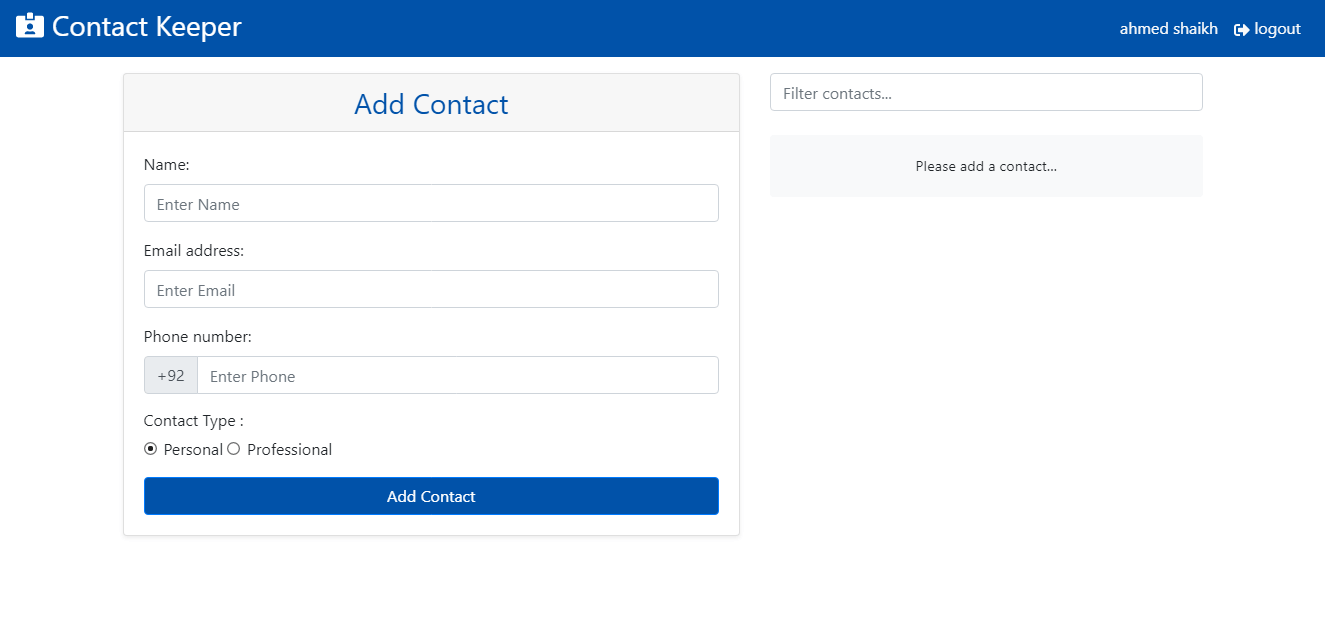 Contact Keeper
ahmed shaikh logout
Add Contact
Name:
Enter Name
Email address:
Enter Email
Phone number:
+92 Enter Phone
Contact Type :
Personal Professional
Add Contact
Filter contacts...
Please add a contact...